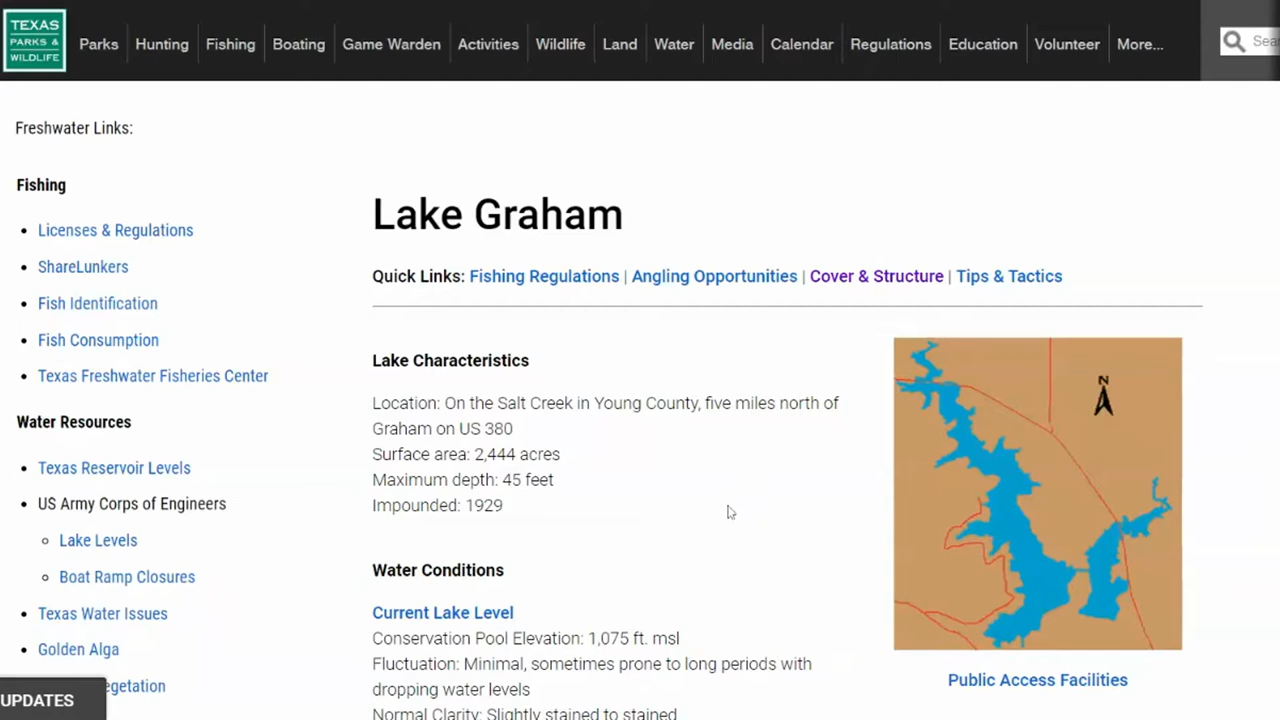 TEXAS
PARKS &
WILDLIFE
Parks
Hunting
Fishing
Boating
Game Warden
Activities
Wildlife
Land
Water
Media
Calendar
Regulations
Education
Volunteer
More...
Sea
Freshwater Links:
Fishing
Licenses & Regulations
ShareLunkers
Fish Identification
Fish Consumption
Texas Freshwater Fisheries Center
Water Resources
Texas Reservoir Levels
US Army Corps of Engineers
Lake Levels
Boat Ramp Closures
Texas Water Issues
Golden Alga
egetation
UPDATES
Lake Graham
Quick Links: Fishing Regulations | Angling Opportunities | Cover & Structure | Tips & Tactics
Lake Characteristics
Location: On the Salt Creek in Young County, five miles north of
Graham on US 380
Surface area: 2,444 acres
Maximum depth: 45 feet
Impounded: 1929
Water Conditions
Current Lake Level
Conservation Pool Elevation: 1,075 ft. msl
Fluctuation: Minimal, sometimes prone to long periods with
dropping water levels
Normal Clarity: Slightly stained to stained
N
Public Access Facilities